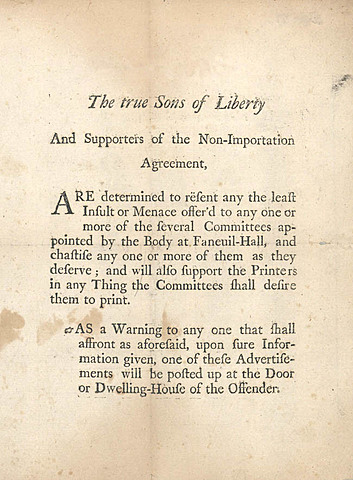 The true Sons of Liberty
And Supporters of the Non-Importation
Agreement,
ARE determined to resent any the least
Insult or Menace offer'd to any one or
more of the several Committees ap-
pointed by the Body at Faneuil-Hall, and
chastise any one or more of them as they
deserve; and will also support the Printers
in any Thing the Committees shall desire
them to print.
☞AS a Warning to any one that shall
affront as aforesaid, upon sure Infor-
mation given, one of these Advertise-
ments will be posted up at the Door
or Dwelling-House of the Offender.